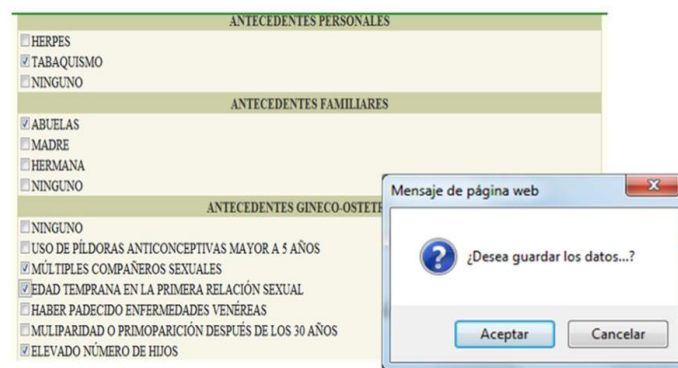 ANTECEDENTES PERSONALES
HERPES
TABAQUISMO
NINGUNO
ANTECEDENTES FAMILIARES
ABUELAS
MADRE
HERMANA
NINGUNO
ANTECEDENTES GINECO-OSTETR
NINGUNO
USO DE PÍLDORAS ANTICONCEPTIVAS MAYOR A 5 AÑOS
MÚLTIPLES COMPAÑEROS SEXUALES
EDAD TEMPRANA EN LA PRIMERA RELACIÓN SEXUAL
HABER PADECIDO ENFERMEDADES VENÉREAS
MULIPARIDAD O PRIMOPARICIÓN DESPUÉS DE LOS 30 AÑOS
ELEVADO NÚMERO DE HIJOS
Mensaje de página web
¿Desea guardar los datos...?
Aceptar Cancelar